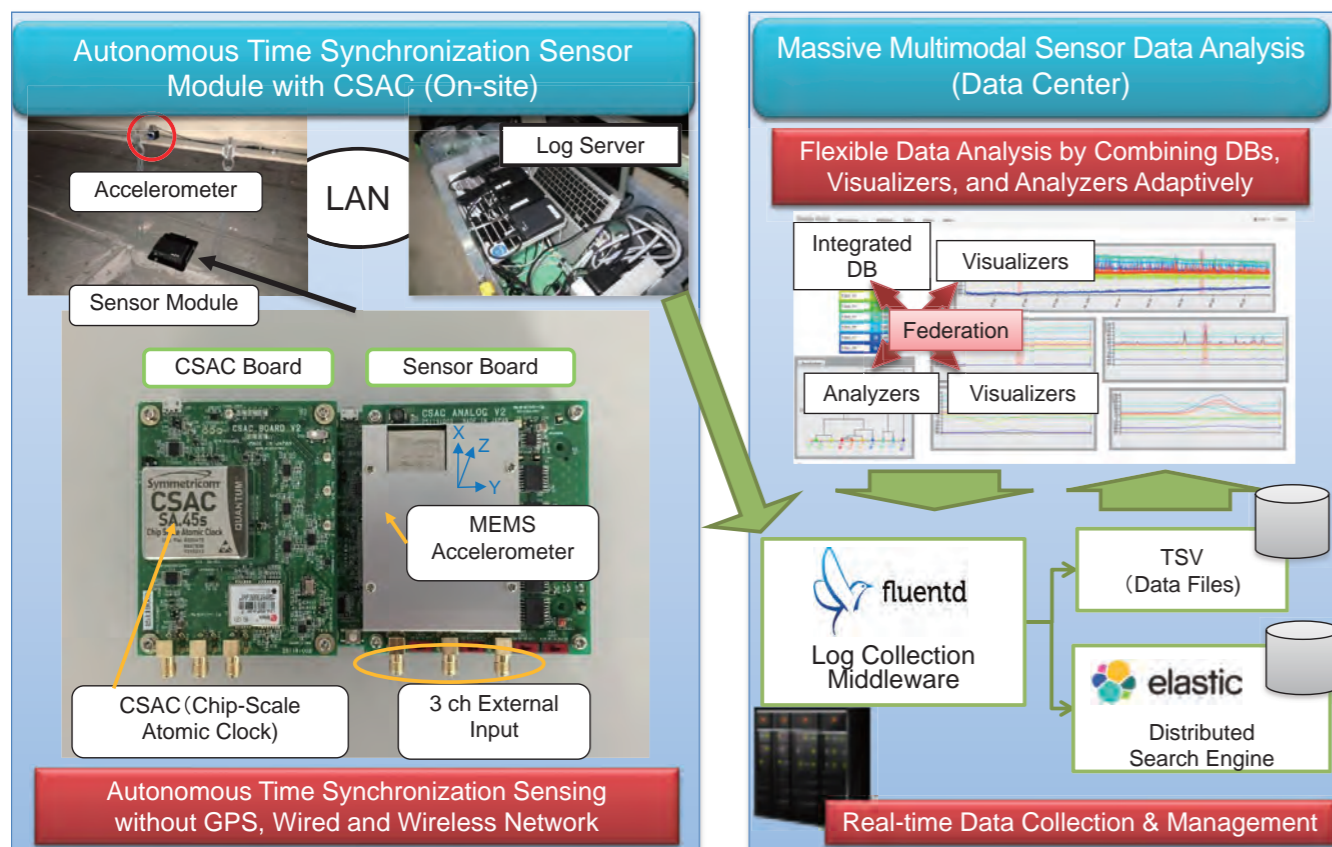 Autonomous Time Synchronization Sensor
Module with CSAC (On-site)
Accelerometer
LAN
Log Server
Sensor Module
CSAC Board
Sensor Board
CSAC BOARD V2
CSAC ANALOG V2
X
Z
Y
Symmetricom
CSAC
SA.45s
Chip Scale Atomic Clock
QUANTUM
MEMS
Accelerometer
CSAC(Chip-Scale
Atomic Clock)
3 ch External
Input
Autonomous Time Synchronization Sensing
without GPS, Wired and Wireless Network
Massive Multimodal Sensor Data Analysis
(Data Center)
Flexible Data Analysis by Combining DBs,
Visualizers, and Analyzers Adaptively
Integrated
DB
Visualizers
Federation
Analyzers
Visualizers
fluentd
Log Collection
Middleware
TSV
(Data Files)
elastic
Distributed
Search Engine
Real-time Data Collection & Management